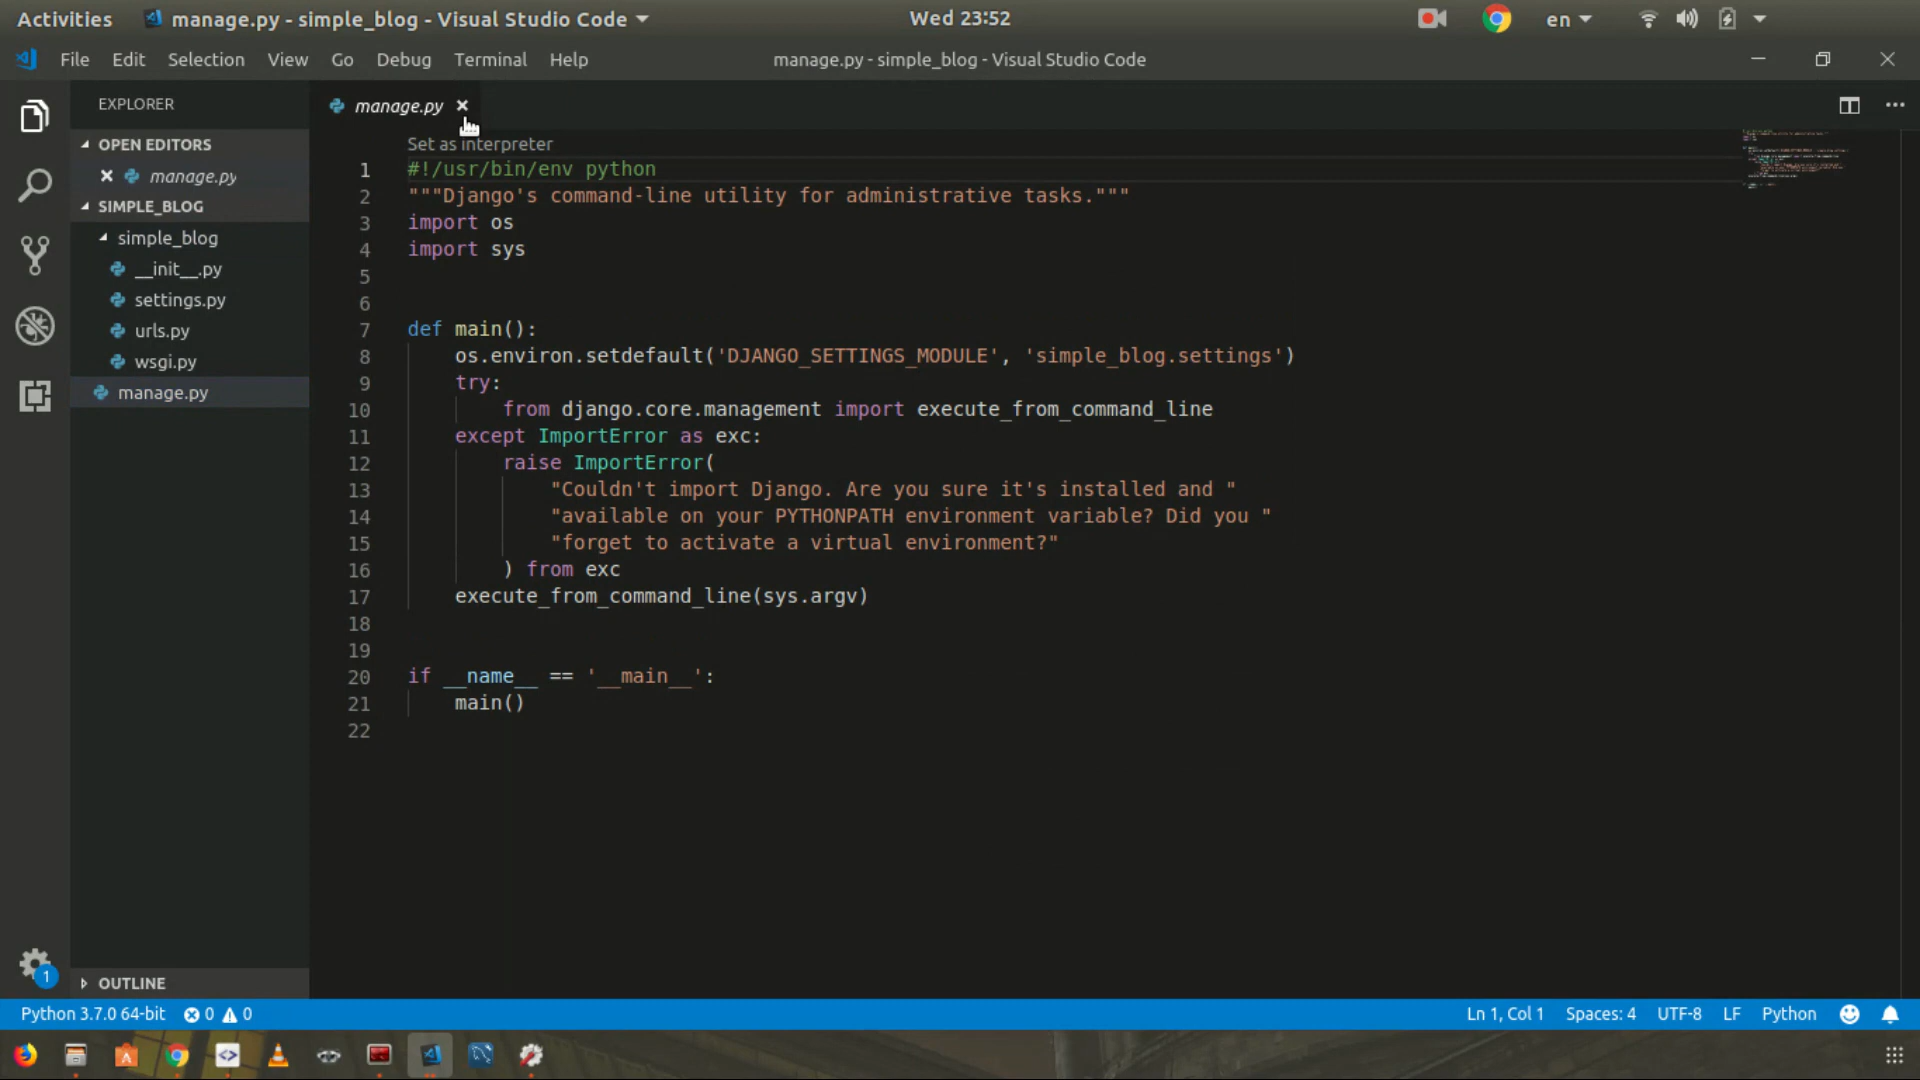 Activities
manage.py - simple_blog - Visual Studio Code
Wed 23:52
en
File Edit Selection View Go Debug Terminal Help
manage.py - simple_blog - Visual Studio Code
EXPLORER
OPEN EDITORS
manage.py
SIMPLE_BLOG
simple_blog
__init__.py
settings.py
urls.py
wsgi.py
manage.py
OUTLINE
1
manage.py
Set as interpreter
1 #!/usr/bin/env python
2 """Django's command-line utility for administrative tasks."""
3 import os
4 import sys
5
6
7 def main():
8     os.environ.setdefault('DJANGO_SETTINGS_MODULE', 'simple_blog.settings')
9     try:
10         from django.core.management import execute_from_command_line
11     except ImportError as exc:
12         raise ImportError(
13             "Couldn't import Django. Are you sure it's installed and "
14             "available on your PYTHONPATH environment variable? Did you "
15             "forget to activate a virtual environment?"
16         ) from exc
17     execute_from_command_line(sys.argv)
18
19
20 if __name__ == '__main__':
21     main()
22
Python 3.7.0 64-bit 0 0
Ln 1, Col 1 Spaces: 4 UTF-8 LF Python